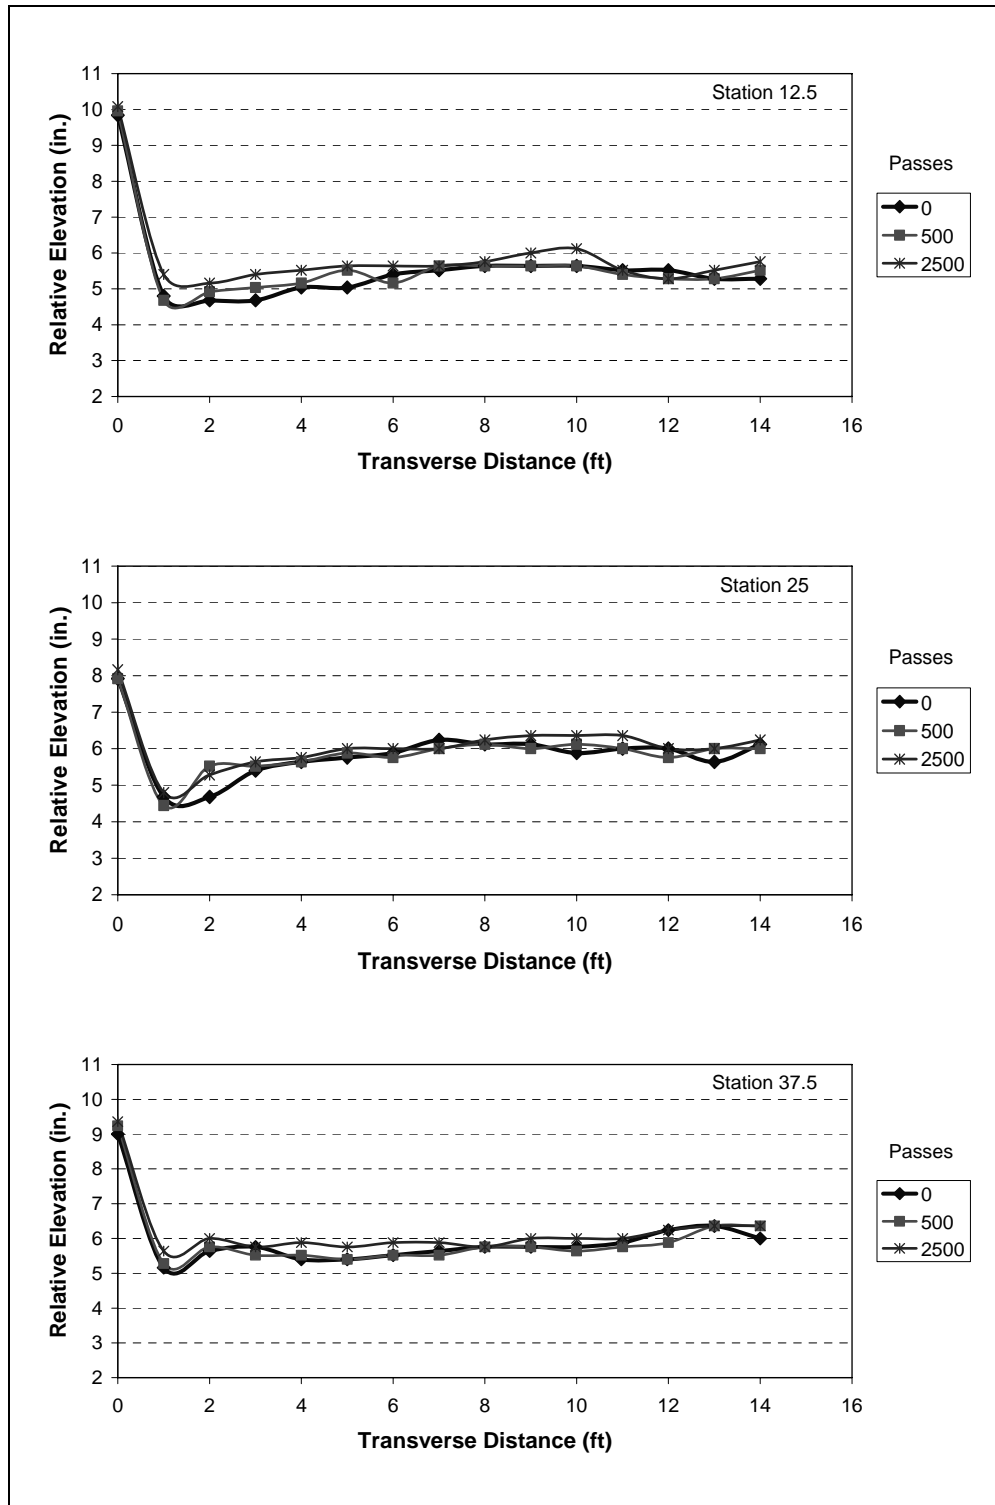 Station 12.5
11
10
9
8
7
6
5
4
3
2
0 2 4 6 8 10 12 14 16
Relative Elevation (in.)
Transverse Distance (ft)
Passes
0
500
2500
Station 25
11
10
9
8
7
6
5
4
3
2
0 2 4 6 8 10 12 14 16
Relative Elevation (in.)
Transverse Distance (ft)
Passes
0
500
2500
Station 37.5
11
10
9
8
7
6
5
4
3
2
0 2 4 6 8 10 12 14 16
Relative Elevation (in.)
Transverse Distance (ft)
Passes
0
500
2500